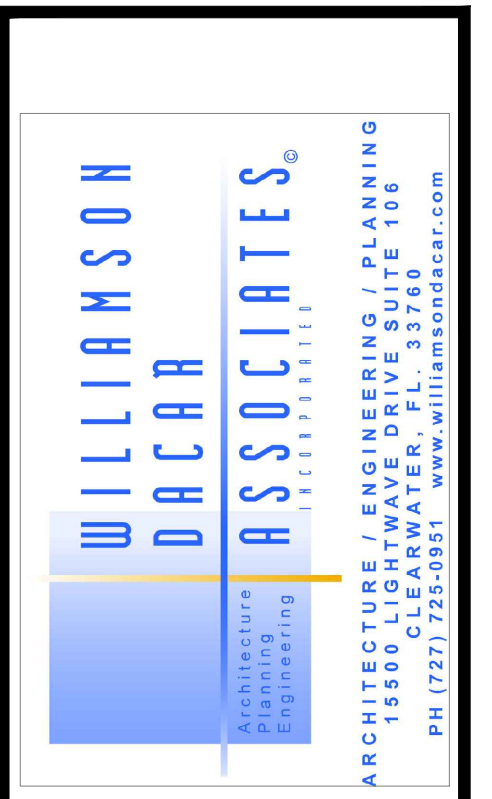 WILLIAMSON
DACAR
ASSOCIATES©
INCORPORATED
Architecture
Planning
Engineering
ARCHITECTURE / ENGINEERING / PLANNING
15500 LIGHTWAVE DRIVE SUITE 106
CLEARWATER, FL. 33760
PH (727) 725-0951 www.williamsondacar.com